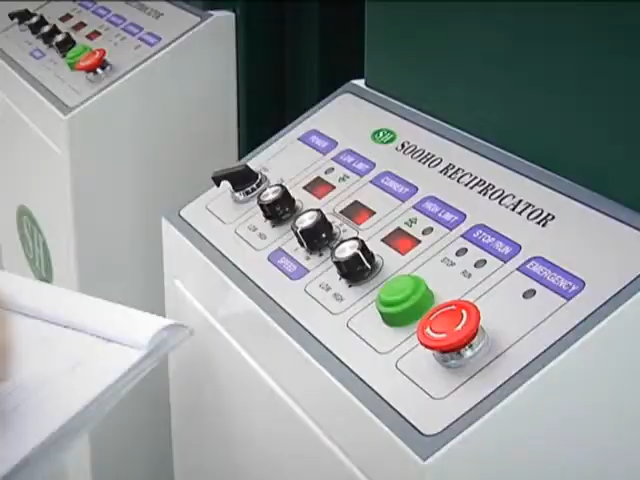 SH SOOHO RECIPROCATOR
POWER
LOW LIMIT
CURRENT
HIGH LIMIT
STOP/RUN
EMERGENCY
STOP RUN
LOW HIGH
SPEED
LOW HIGH
SH